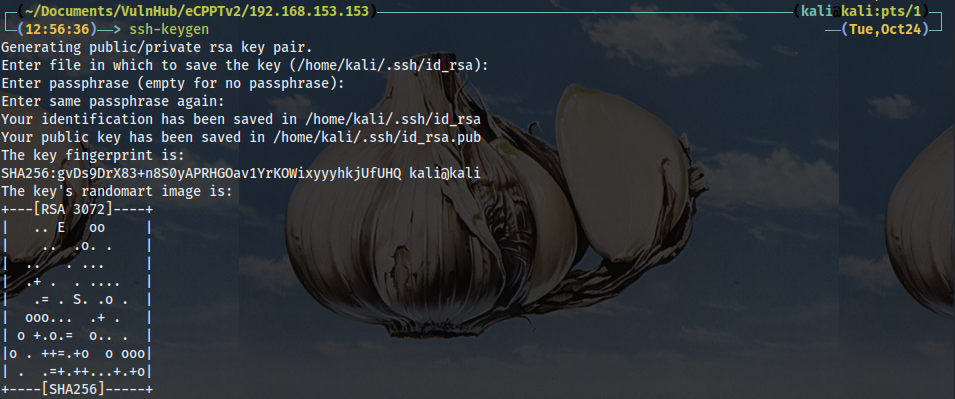 (~/Documents/VulnHub/eCPPTv2/192.168.153.153) (kali@kali:pts/1)
(12:56:36)—> ssh-keygen (Tue,Oct24)
Generating public/private rsa key pair.
Enter file in which to save the key (/home/kali/.ssh/id_rsa):
Enter passphrase (empty for no passphrase):
Enter same passphrase again:
Your identification has been saved in /home/kali/.ssh/id_rsa
Your public key has been saved in /home/kali/.ssh/id_rsa.pub
The key fingerprint is:
SHA256:gvDs9DrX83+n8S0yAPRHGOav1YrKOWixyyyhkjUfUHQ kali@kali
The key's randomart image is:
+---[RSA 3072]----+
|   .. E   oo     |
|    ..  .o. .    |
|  ..   . ...     |
|  .+ .  . ....   |
|   .= . S. .o .  |
|  ooo...  .+ .   |
| o +.o.=  o.. .  |
|o . ++=.+o  o ooo|
| .  .=+.++...+.+o|
+----[SHA256]-----+